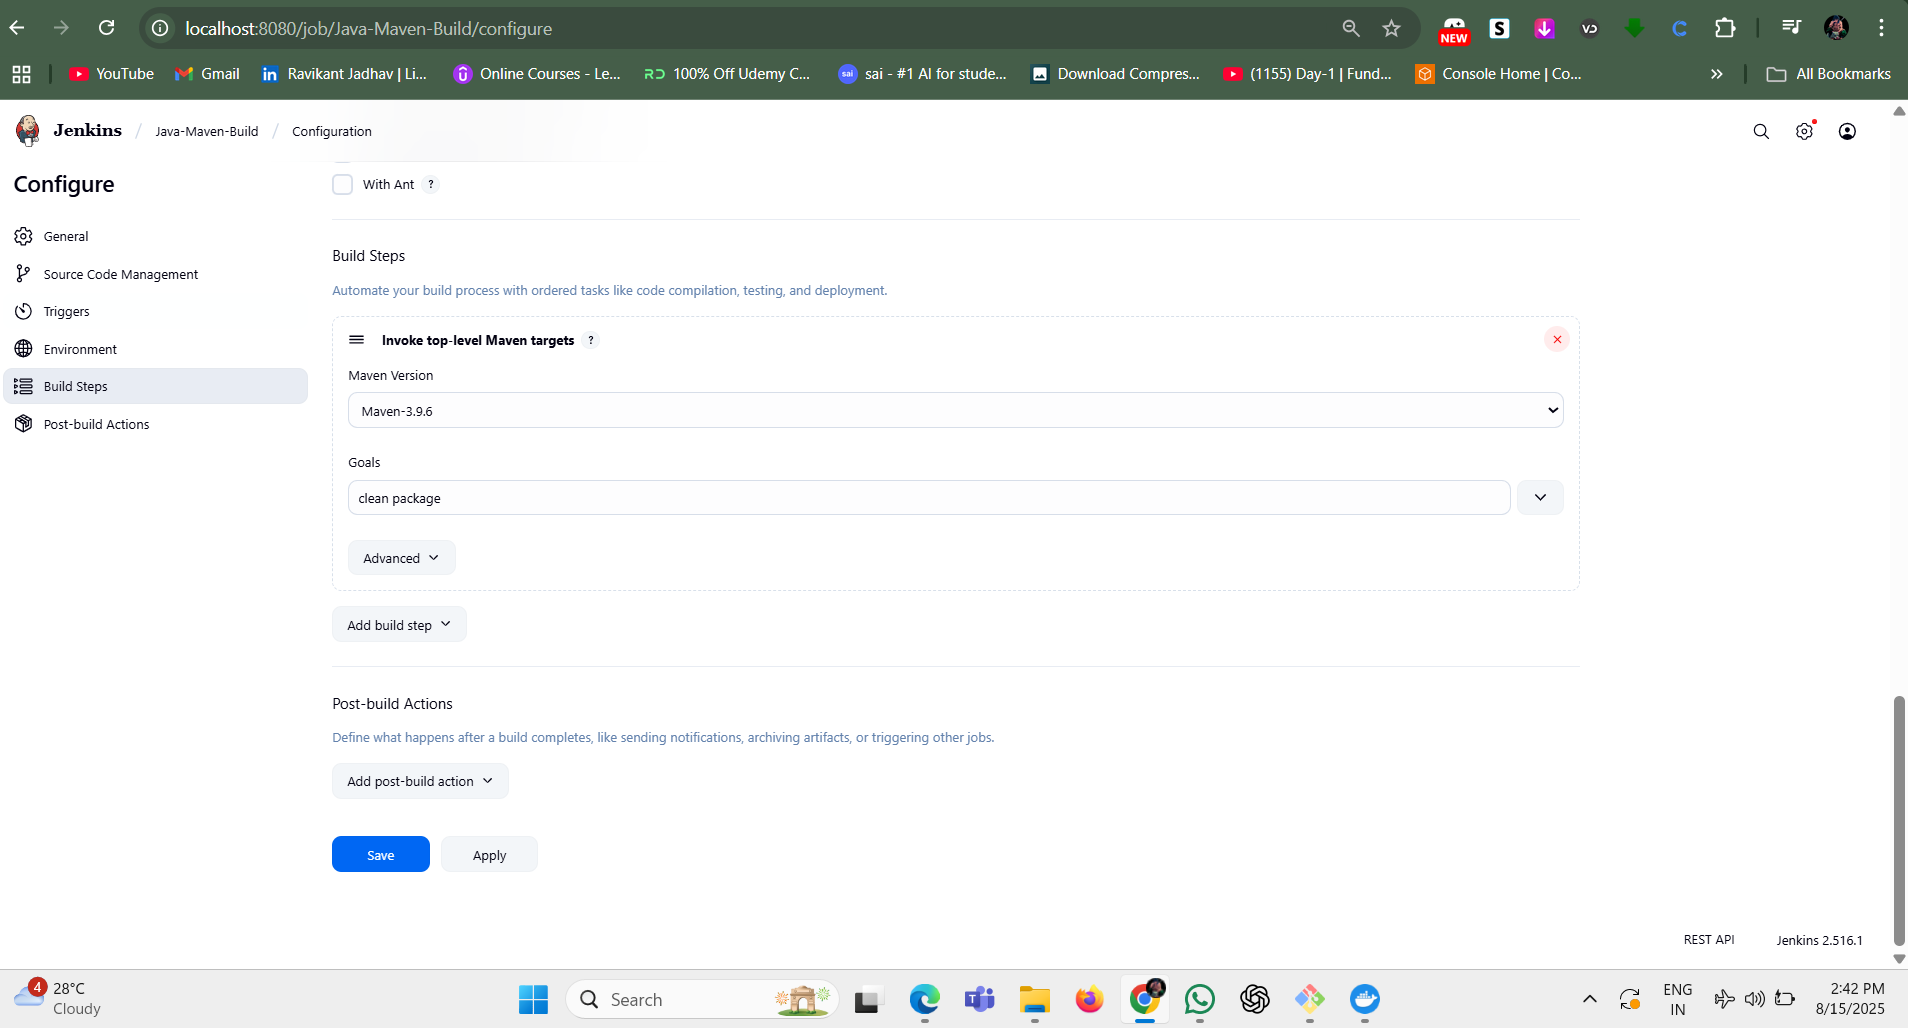 localhost:8080/job/Java-Maven-Build/configure
NEW
S
VD
C
YouTube
Gmail
in
Ravikant Jadhav | Li...
Online Courses - Le...
RD
100% Off Udemy C...
sai
sai - #1 AI for stude...
Download Compres...
(1155) Day-1 | Fund...
Console Home | Co...
»
All Bookmarks
Jenkins / Java-Maven-Build / Configuration
Configure
General
Source Code Management
Triggers
Environment
Build Steps
Post-build Actions
With Ant ?
Build Steps
Automate your build process with ordered tasks like code compilation, testing, and deployment.
Invoke top-level Maven targets ?
Maven Version
Maven-3.9.6
Goals
clean package
Advanced
Add build step
Post-build Actions
Define what happens after a build completes, like sending notifications, archiving artifacts, or triggering other jobs.
Add post-build action
Save
Apply
REST API
Jenkins 2.516.1
4
28°C
Cloudy
Search
T
ENG
IN
2:42 PM
8/15/2025